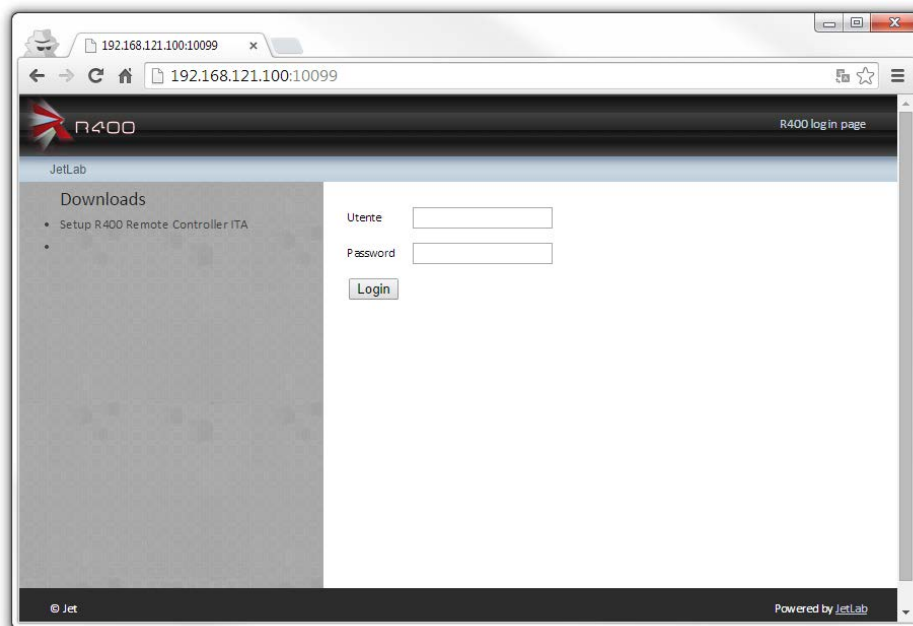 192.168.121.100:10099
192.168.121.100:10099
R400
R400 login page
JetLab
Downloads
Setup R400 Remote Controller ITA
Utente
Password
Login
© Jet
Powered by JetLab